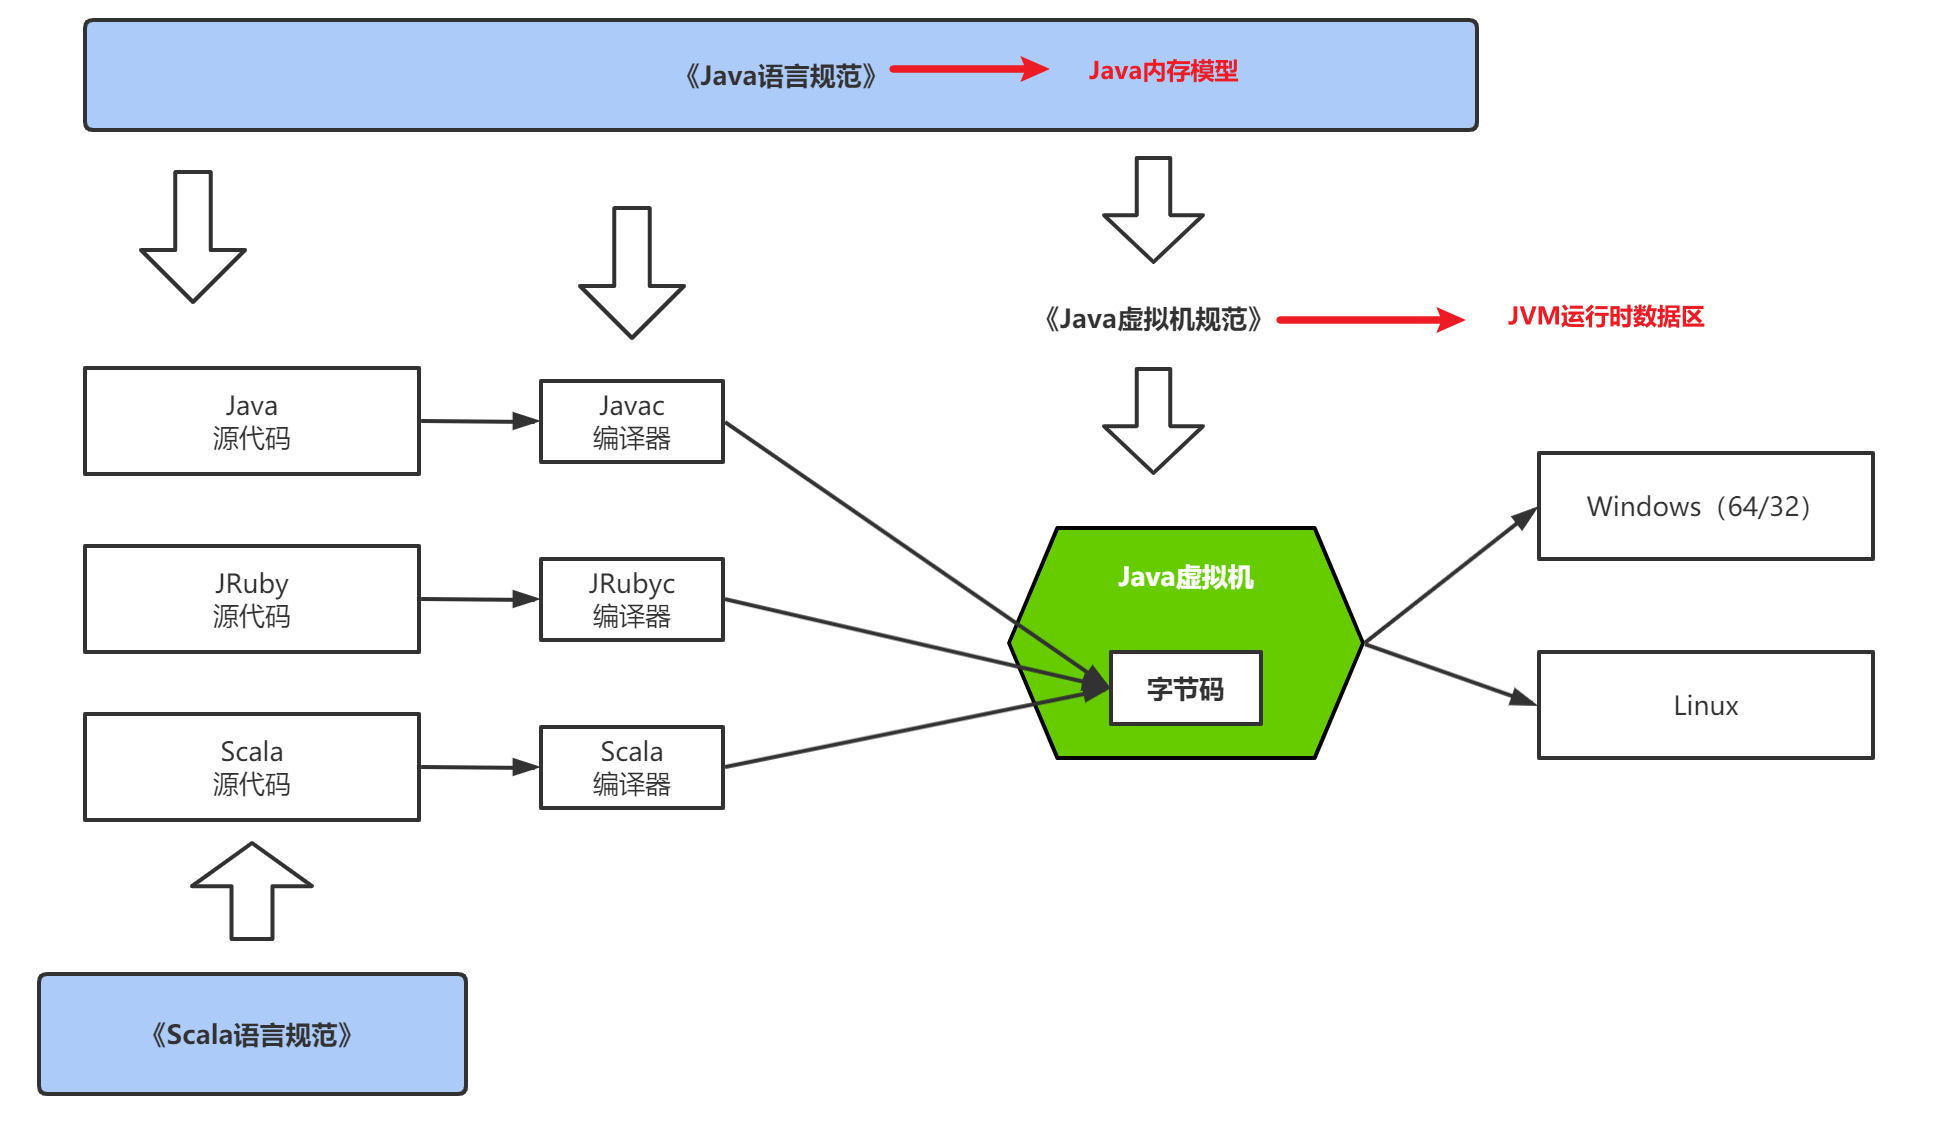 《Java语言规范》
Java内存模型
《Java虚拟机规范》
JVM运行时数据区
Java
源代码
Javac
编译器
JRuby
源代码
JRubyc
编译器
Scala
源代码
Scala
编译器
Java虚拟机
字节码
Windows（64/32）
Linux
《Scala语言规范》